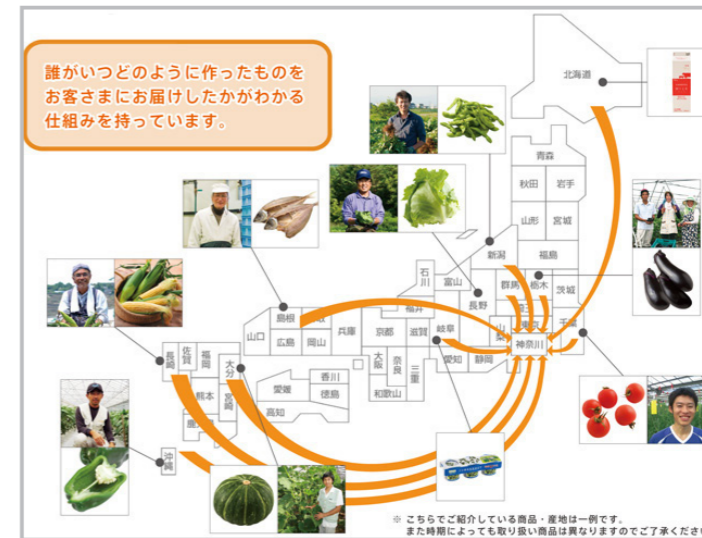 誰がいつどのように作ったものを
お客さまにお届けしたかがわかる
仕組みを持っています。
北海道
青森
秋田
岩手
山形
宮城
新潟
福島
石川
富山
群馬
栃木
茨城
福井
長野
東京
千葉
島根
山口
広島
岡山
兵庫
京都
滋賀
岐阜
山梨
神奈川
大阪
奈良
三重
愛知
静岡
和歌山
長崎
佐賀
福岡
大分
熊本
宮崎
愛媛
香川
徳島
高知
沖縄
※ こちらでご紹介している商品・産地は一例です。
また時期によっても取り扱い商品は異なりますのでご了承くださ